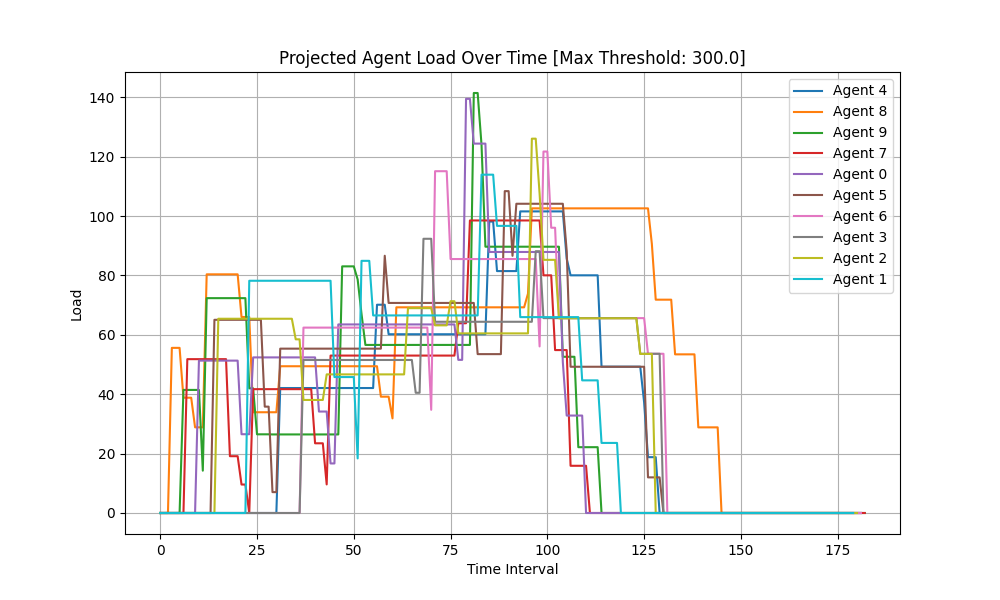 Projected Agent Load Over Time [Max Threshold: 300.0]
Load
140
120
100
80
60
40
20
0
0 25 50 75 100 125 150 175
Time Interval
Agent 4
Agent 8
Agent 9
Agent 7
Agent 0
Agent 5
Agent 6
Agent 3
Agent 2
Agent 1